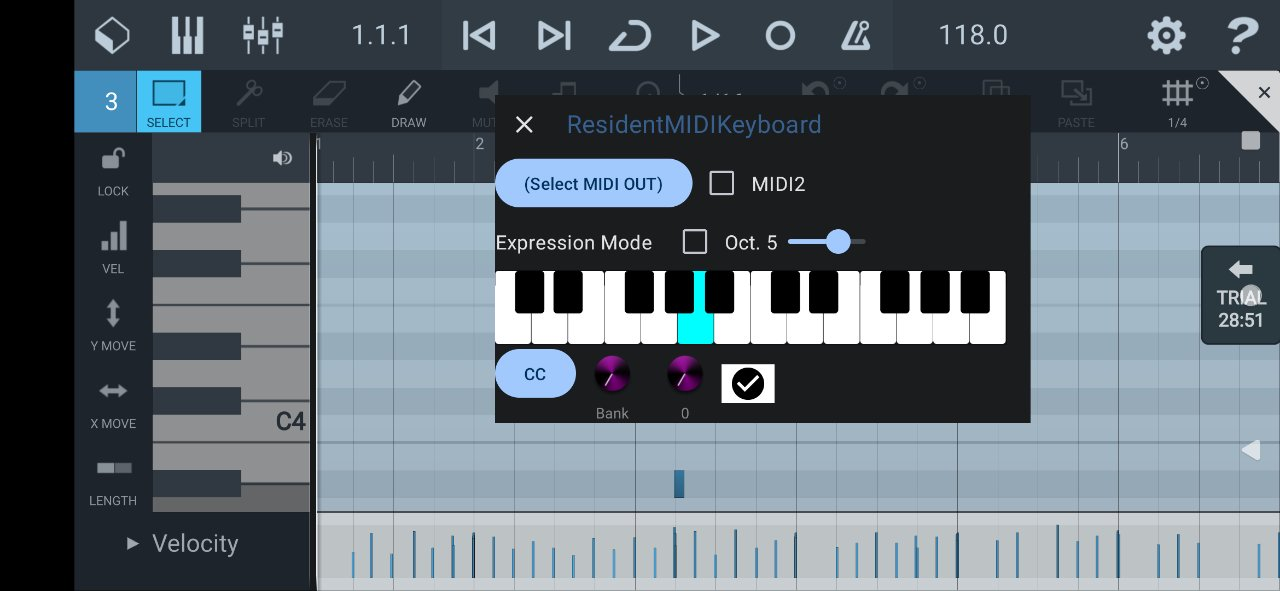 1.1.1
118.0
3
SELECT
SPLIT
ERASE
DRAW
PASTE
1/4
ResidentMIDIKeyboard
1
2
6
(Select MIDI OUT)
MIDI2
LOCK
Expression Mode
Oct. 5
VEL
TRIAL
28:51
Y MOVE
CC
Bank
0
X MOVE
C4
LENGTH
Velocity